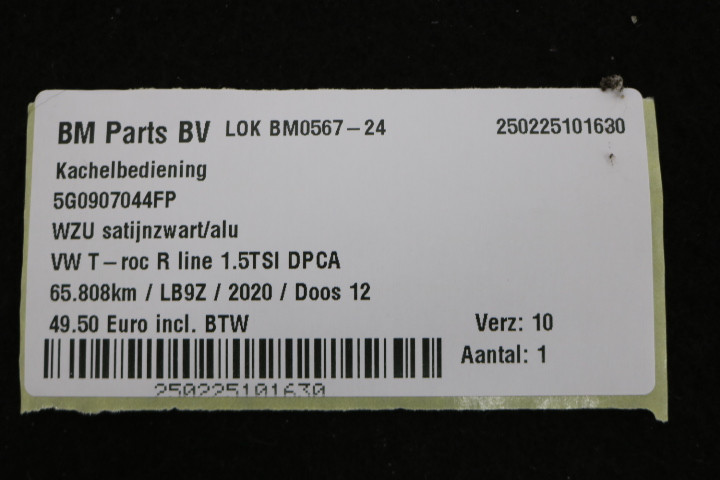 BM Parts BV LOK BM0567-24 250225101630
Kachelbediening
5G0907044FP
WZU satijnzwart/alu
VW T-roc R line 1.5TSI DPCA
65.808km / LB9Z / 2020 / Doos 12
49.50 Euro incl. BTW Verz: 10
Aantal: 1
250225101630